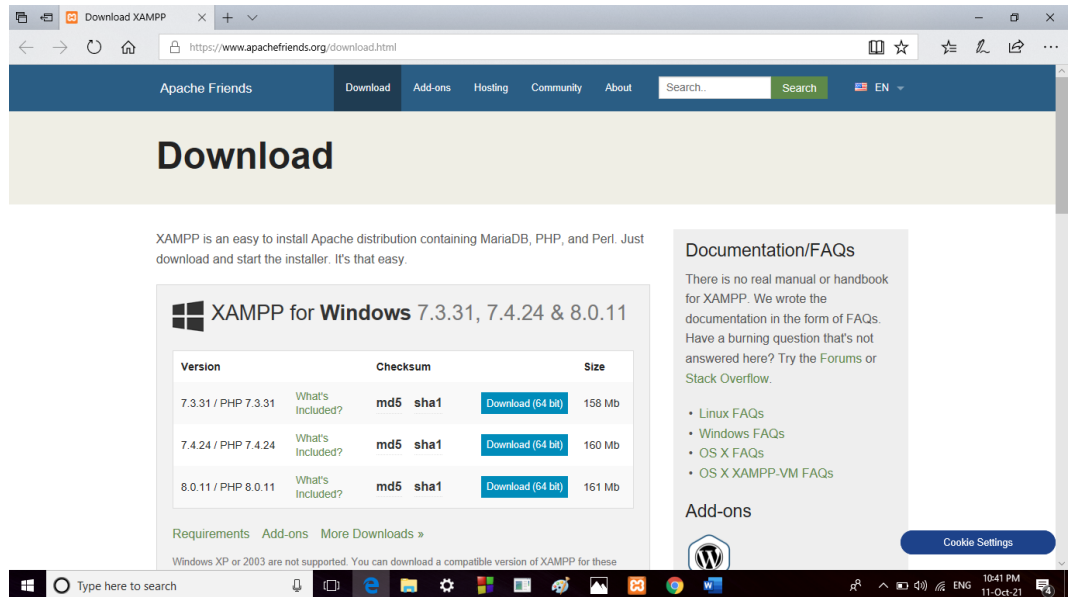 Download XAMPP
https://www.apachefriends.org/download.html
Apache Friends Download Add-ons Hosting Community About Search.. Search EN
Download
XAMPP is an easy to install Apache distribution containing MariaDB, PHP, and Perl. Just
download and start the installer. It's that easy.
XAMPP for Windows 7.3.31, 7.4.24 & 8.0.11
Version Checksum Size
7.3.31 / PHP 7.3.31 What's Included? md5 sha1 Download (64 bit) 158 Mb
7.4.24 / PHP 7.4.24 What's Included? md5 sha1 Download (64 bit) 160 Mb
8.0.11 / PHP 8.0.11 What's Included? md5 sha1 Download (64 bit) 161 Mb
Requirements Add-ons More Downloads »
Windows XP or 2003 are not supported. You can download a compatible version of XAMPP for these
Documentation/FAQs
There is no real manual or handbook
for XAMPP. We wrote the
documentation in the form of FAQs.
Have a burning question that's not
answered here? Try the Forums or
Stack Overflow.
• Linux FAQs
• Windows FAQs
• OS X FAQs
• OS X XAMPP-VM FAQs
Add-ons
Cookie Settings
Type here to search
ENG
10:41 PM
11-Oct-21